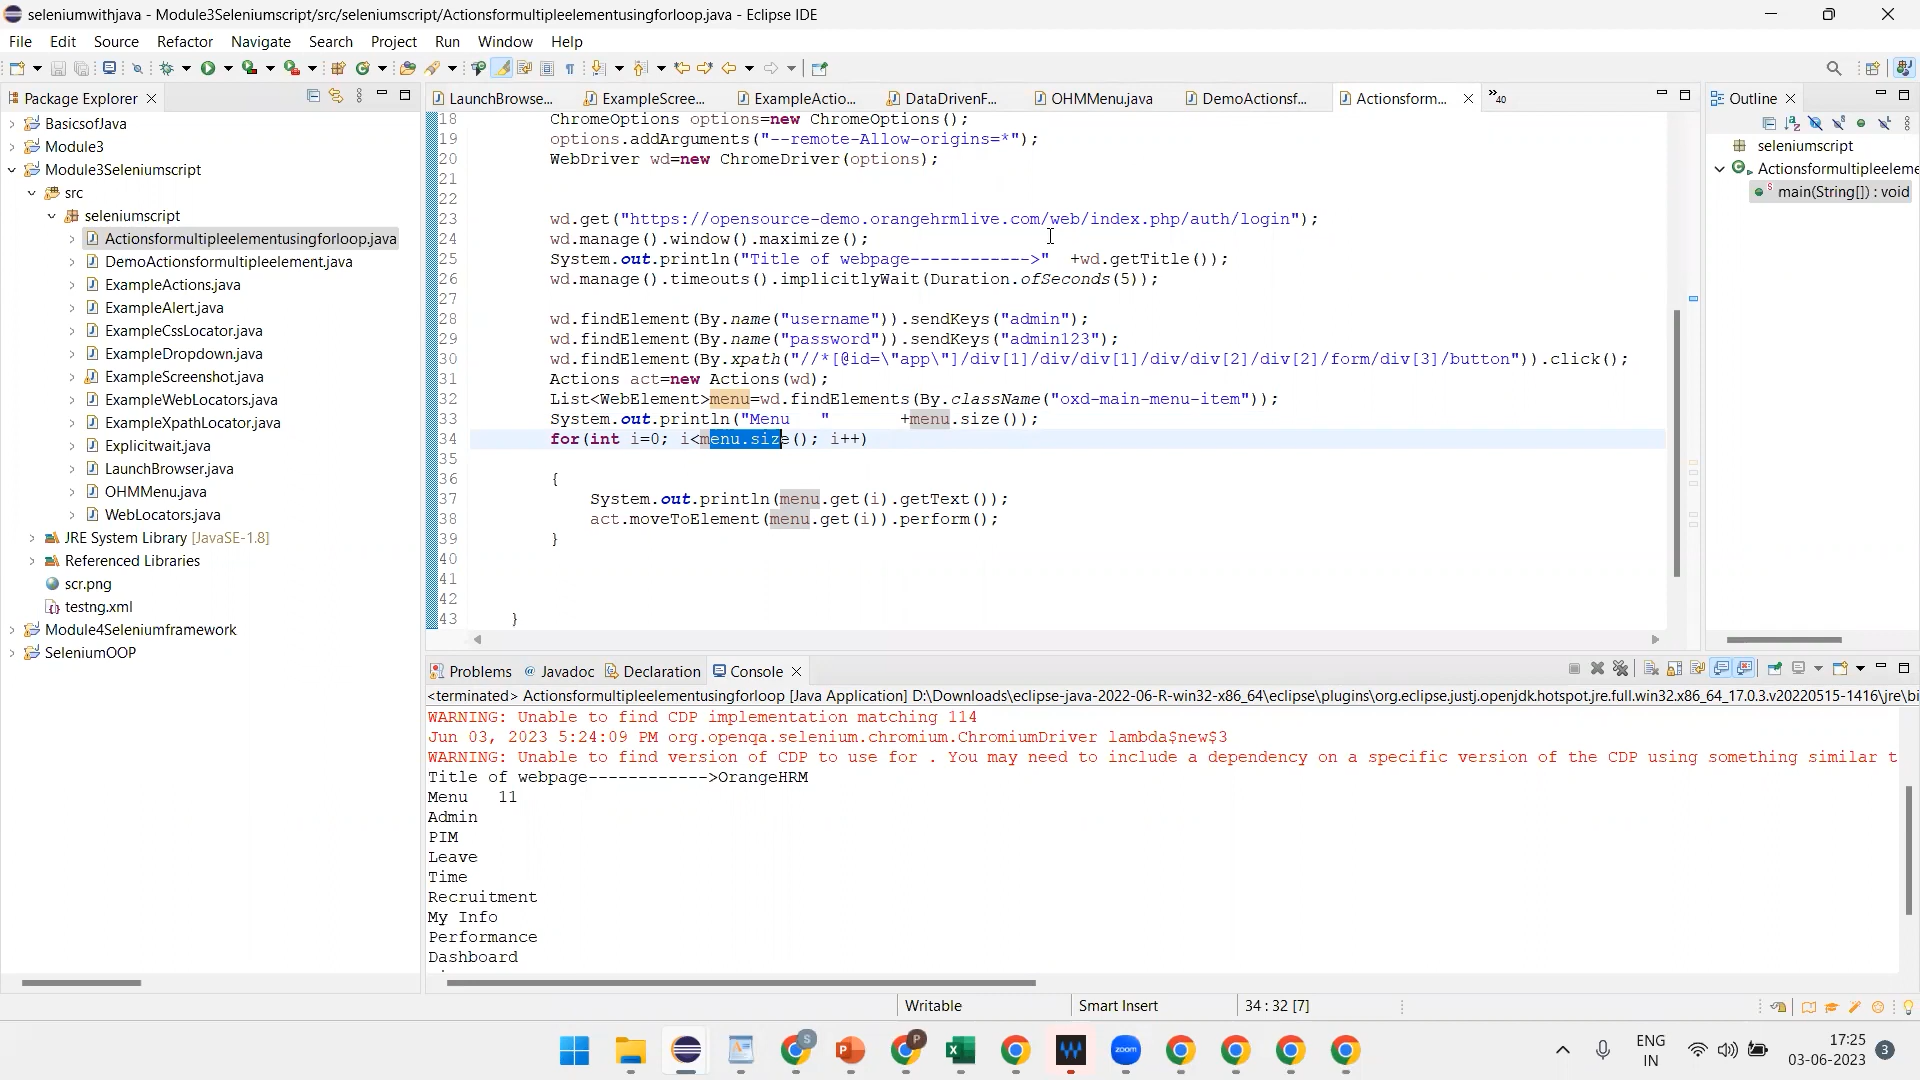 seleniumwithjava - Module3Seleniumscript/src/seleniumscript/Actionsformultipleelementusingforloop.java - Eclipse IDE
File Edit Source Refactor Navigate Search Project Run Window Help
Package Explorer
BasicsofJava
Module3
Module3Seleniumscript
src
seleniumscript
Actionsformultipleelementusingforloop.java
DemoActionsformultipleelement.java
ExampleActions.java
ExampleAlert.java
ExampleCssLocator.java
ExampleDropdown.java
ExampleScreenshot.java
ExampleWebLocators.java
ExampleXpathLocator.java
Explicitwait.java
LaunchBrowser.java
OHMMenu.java
WebLocators.java
JRE System Library [JavaSE-1.8]
Referenced Libraries
scr.png
testng.xml
Module4Seleniumframework
SeleniumOOP
LaunchBrowse... ExampleScree... ExampleActio... DataDrivenF... OHMMenu.java DemoActionsf... Actionsform... »40
18 ChromeOptions options=new ChromeOptions();
19 options.addArguments("--remote-Allow-origins=*");
20 WebDriver wd=new ChromeDriver(options);
21
22
23 wd.get("https://opensource-demo.orangehrmlive.com/web/index.php/auth/login");
24 wd.manage().window().maximize();
25 System.out.println("Title of webpage------------>" +wd.getTitle());
26 wd.manage().timeouts().implicitlyWait(Duration.ofSeconds(5));
27
28 wd.findElement(By.name("username")).sendKeys("admin");
29 wd.findElement(By.name("password")).sendKeys("admin123");
30 wd.findElement(By.xpath("//*[@id=\"app\"]/div[1]/div/div[1]/div/div[2]/div[2]/form/div[3]/button")).click();
31 Actions act=new Actions(wd);
32 List<WebElement>menu=wd.findElements(By.className("oxd-main-menu-item"));
33 System.out.println("Menu   "       +menu.size());
34 for(int i=0; i<menu.size(); i++)
35
36 {
37 System.out.println(menu.get(i).getText());
38 act.moveToElement(menu.get(i)).perform();
39 }
40
41
42
43 }
Outline
seleniumscript
Actionsformultipleeleme
main(String[]) : void
Problems Javadoc Declaration Console
<terminated> Actionsformultipleelementusingforloop [Java Application] D:\Downloads\eclipse-java-2022-06-R-win32-x86_64\eclipse\plugins\org.eclipse.justj.openjdk.hotspot.jre.full.win32.x86_64_17.0.3.v20220515-1416\jre\bi
WARNING: Unable to find CDP implementation matching 114
Jun 03, 2023 5:24:09 PM org.openqa.selenium.chromium.ChromiumDriver lambda$new$3
WARNING: Unable to find version of CDP to use for . You may need to include a dependency on a specific version of the CDP using something similar t
Title of webpage------------>OrangeHRM
Menu   11
Admin
PIM
Leave
Time
Recruitment
My Info
Performance
Dashboard
Writable Smart Insert 34 : 32 [7]
zoom
ENG
IN
17:25
03-06-2023
3